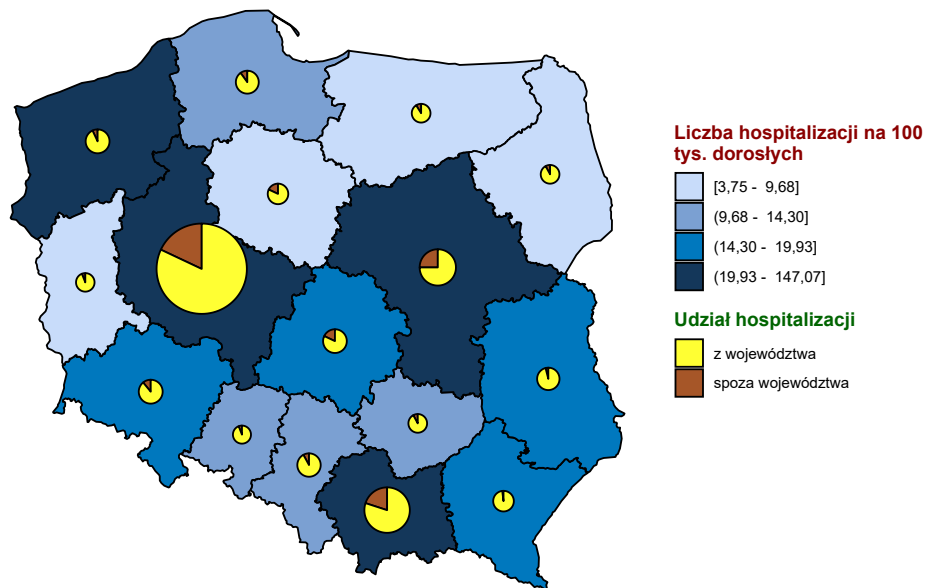 Liczba hospitalizacji na 100
tys. dorosłych
[3,75 - 9,68]
(9,68 - 14,30]
(14,30 - 19,93]
(19,93 - 147,07]
Udział hospitalizacji
z województwa
spoza województwa